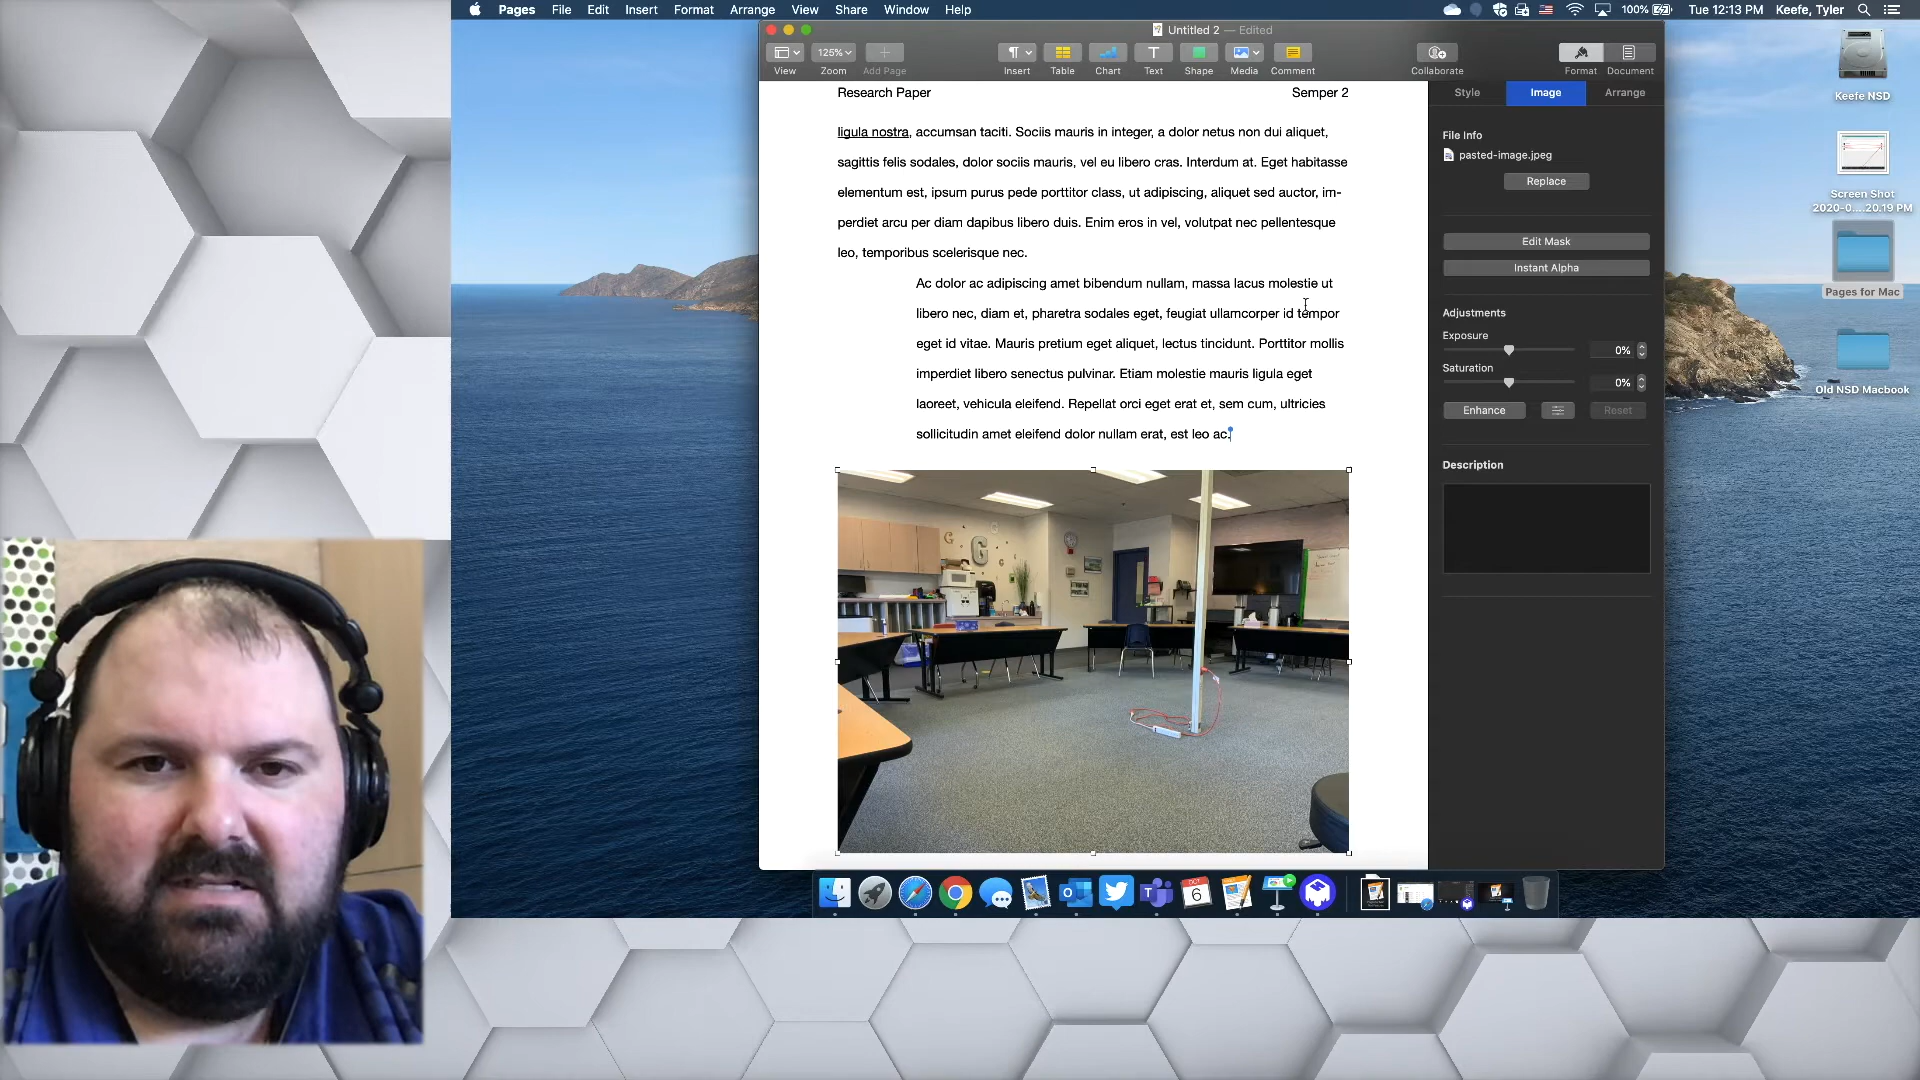 Pages File Edit Insert Format Arrange View Share Window Help 100% Tue 12:13 PM Keefe, Tyler
Untitled 2 — Edited
125%
View Zoom Add Page Insert Table Chart Text Shape Media Comment Collaborate Format Document
Research Paper Semper 2
ligula nostra, accumsan taciti. Sociis mauris in integer, a dolor netus non dui aliquet,
sagittis felis sodales, dolor sociis mauris, vel eu libero cras. Interdum at. Eget habitasse
elementum est, ipsum purus pede porttitor class, ut adipiscing, aliquet sed auctor, im-
perdiet arcu per diam dapibus libero duis. Enim eros in vel, volutpat nec pellentesque
leo, temporibus scelerisque nec.
Ac dolor ac adipiscing amet bibendum nullam, massa lacus molestie ut
libero nec, diam et, pharetra sodales eget, feugiat ullamcorper id tempor
eget id vitae. Mauris pretium eget aliquet, lectus tincidunt. Porttitor mollis
imperdiet libero senectus pulvinar. Etiam molestie mauris ligula eget
laoreet, vehicula eleifend. Repellat orci eget erat et, sem cum, ultricies
sollicitudin amet eleifend dolor nullam erat, est leo ac.
G
G
Style Image Arrange
File Info
pasted-image.jpeg
Replace
Edit Mask
Instant Alpha
Adjustments
Exposure
0%
Saturation
0%
Enhance Reset
Description
Keefe NSD
Screen Shot
2020-0....20.19 PM
Pages for Mac
Old NSD Macbook
OCT
6